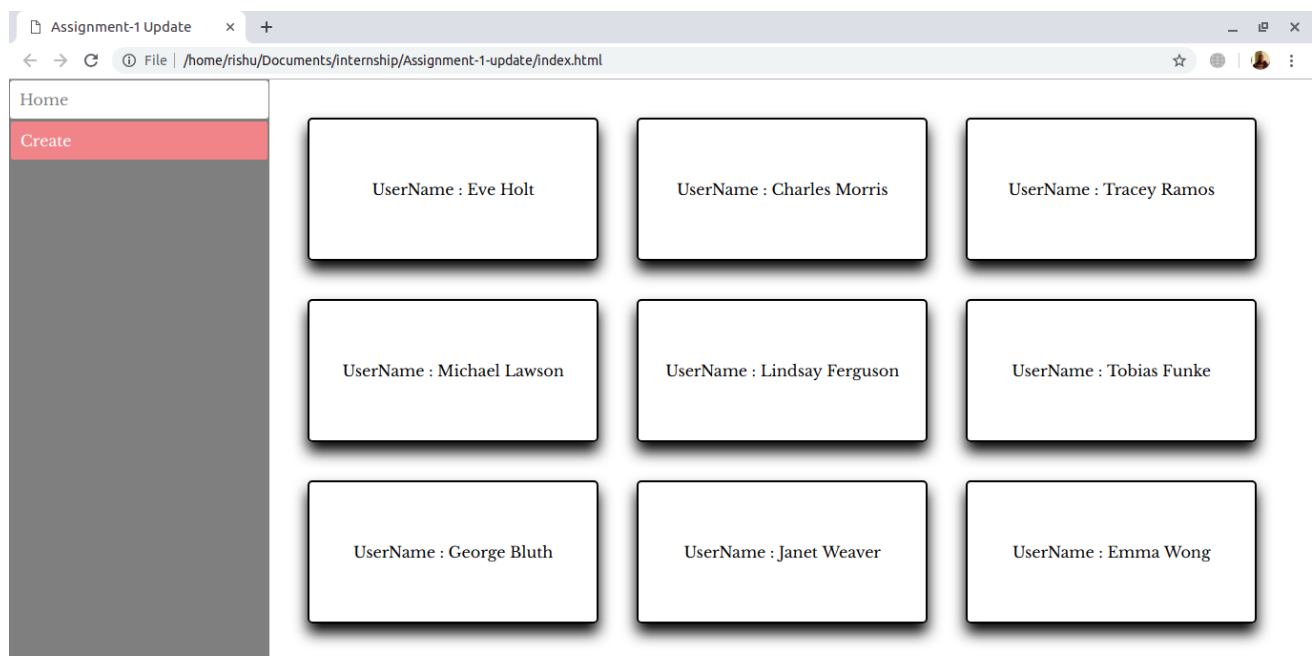 Assignment-1 Update
File | /home/rishu/Documents/internship/Assignment-1-update/index.html
Home
Create
UserName : Eve Holt
UserName : Charles Morris
UserName : Tracey Ramos
UserName : Michael Lawson
UserName : Lindsay Ferguson
UserName : Tobias Funke
UserName : George Bluth
UserName : Janet Weaver
UserName : Emma Wong